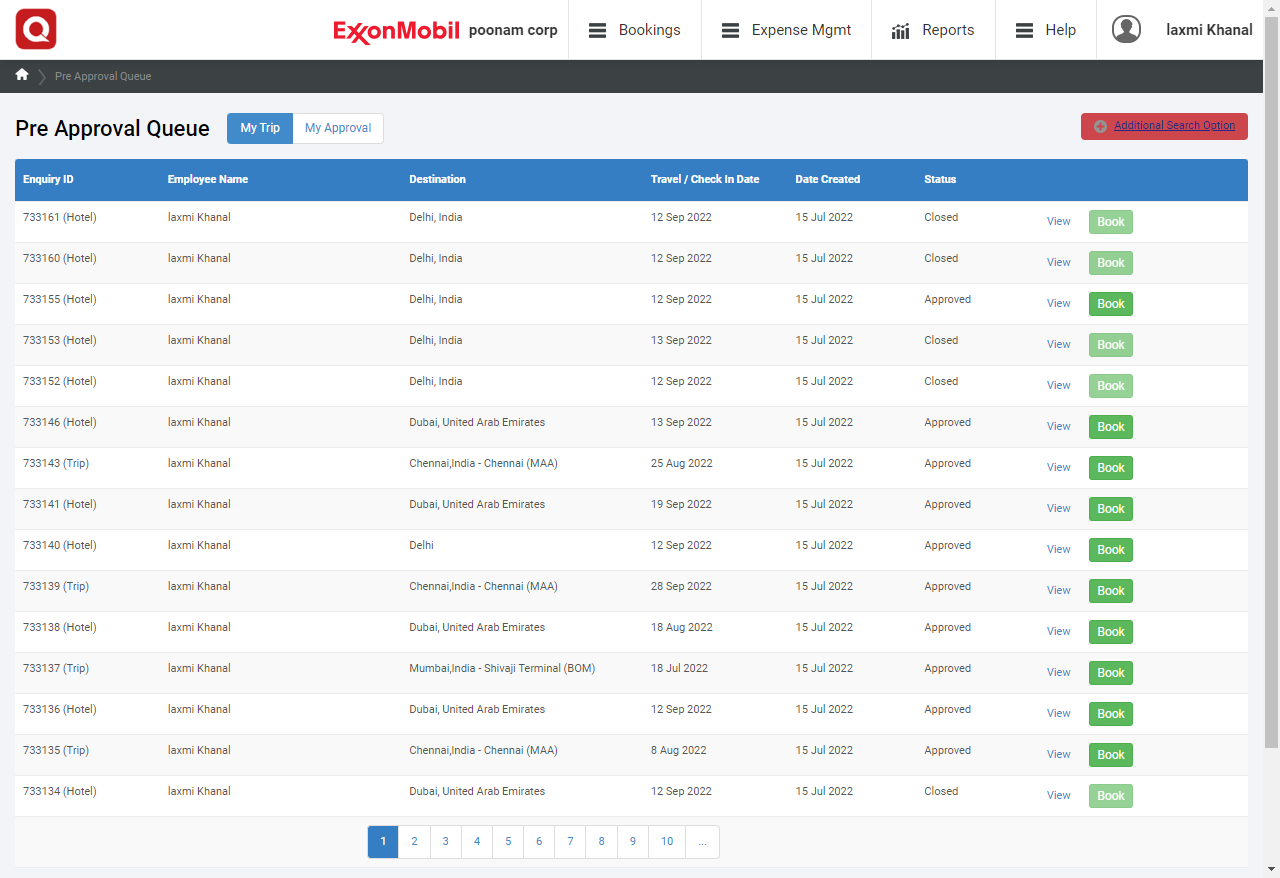 Q ExxonMobil poonam corp Bookings Expense Mgmt Reports Help laxmi Khanal
Pre Approval Queue
Pre Approval Queue My Trip My Approval Additional Search Option
Enquiry ID Employee Name Destination Travel / Check In Date Date Created Status
733161 (Hotel) laxmi Khanal Delhi, India 12 Sep 2022 15 Jul 2022 Closed View Book
733160 (Hotel) laxmi Khanal Delhi, India 12 Sep 2022 15 Jul 2022 Closed View Book
733155 (Hotel) laxmi Khanal Delhi, India 12 Sep 2022 15 Jul 2022 Approved View Book
733153 (Hotel) laxmi Khanal Delhi, India 13 Sep 2022 15 Jul 2022 Closed View Book
733152 (Hotel) laxmi Khanal Delhi, India 12 Sep 2022 15 Jul 2022 Closed View Book
733146 (Hotel) laxmi Khanal Dubai, United Arab Emirates 13 Sep 2022 15 Jul 2022 Approved View Book
733143 (Trip) laxmi Khanal Chennai,India - Chennai (MAA) 25 Aug 2022 15 Jul 2022 Approved View Book
733141 (Hotel) laxmi Khanal Dubai, United Arab Emirates 19 Sep 2022 15 Jul 2022 Approved View Book
733140 (Hotel) laxmi Khanal Delhi 12 Sep 2022 15 Jul 2022 Approved View Book
733139 (Trip) laxmi Khanal Chennai,India - Chennai (MAA) 28 Sep 2022 15 Jul 2022 Approved View Book
733138 (Hotel) laxmi Khanal Dubai, United Arab Emirates 18 Aug 2022 15 Jul 2022 Approved View Book
733137 (Trip) laxmi Khanal Mumbai,India - Shivaji Terminal (BOM) 18 Jul 2022 15 Jul 2022 Approved View Book
733136 (Hotel) laxmi Khanal Dubai, United Arab Emirates 12 Sep 2022 15 Jul 2022 Approved View Book
733135 (Trip) laxmi Khanal Chennai,India - Chennai (MAA) 8 Aug 2022 15 Jul 2022 Approved View Book
733134 (Hotel) laxmi Khanal Dubai, United Arab Emirates 12 Sep 2022 15 Jul 2022 Closed View Book
1 2 3 4 5 6 7 8 9 10 ...